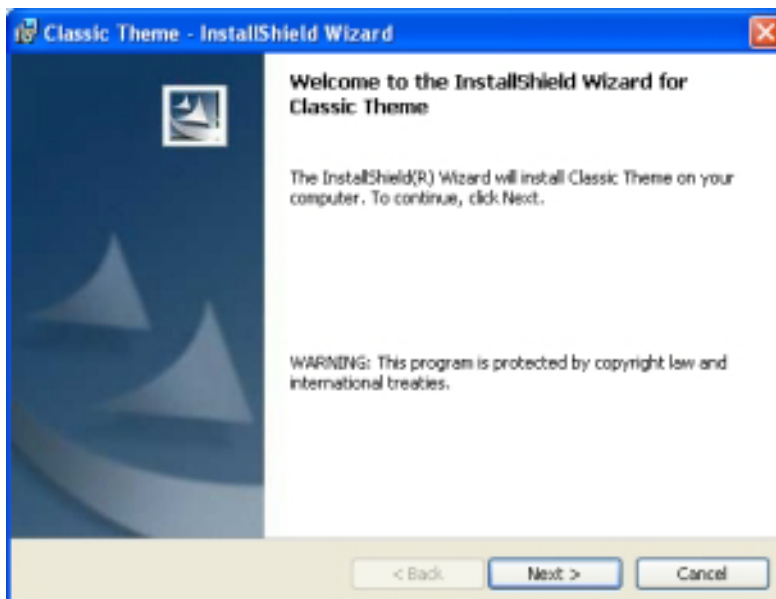 Classic Theme - InstallShield Wizard
Welcome to the InstallShield Wizard for
Classic Theme
The InstallShield(R) Wizard will install Classic Theme on your
computer. To continue, click Next.
WARNING: This program is protected by copyright law and
international treaties.
< Back
Next >
Cancel